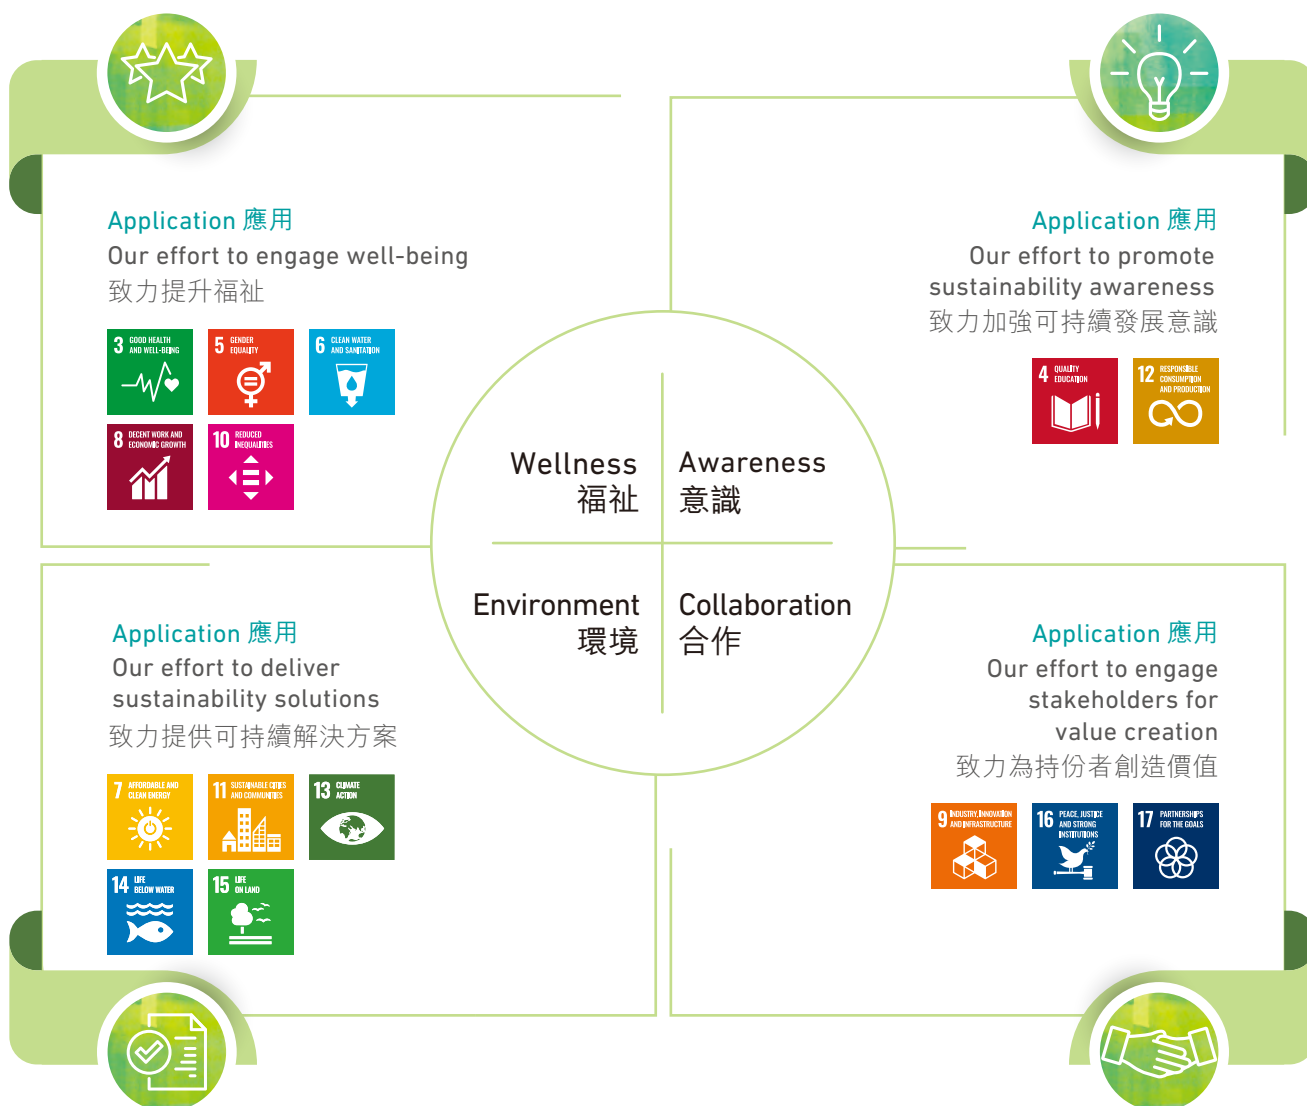 Application 應用
Our effort to engage well-being
致力提升福祉
3 GOOD HEALTH
AND WELL-BEING
5 GENDER
EQUALITY
6 CLEAN WATER
AND SANITATION
8 DECENT WORK AND
ECONOMIC GROWTH
10 REDUCED
INEQUALITIES
Application 應用
Our effort to promote
sustainability awareness
致力加強可持續發展意識
4 QUALITY
EDUCATION
12 RESPONSIBLE
CONSUMPTION
AND PRODUCTION
Wellness
福祉
Awareness
意識
Environment
環境
Collaboration
合作
Application 應用
Our effort to deliver
sustainability solutions
致力提供可持續解決方案
7 AFFORDABLE AND
CLEAN ENERGY
11 SUSTAINABLE CITIES
AND COMMUNITIES
13 CLIMATE
ACTION
14 LIFE
BELOW WATER
15 LIFE
ON LAND
Application 應用
Our effort to engage
stakeholders for
value creation
致力為持份者創造價值
9 INDUSTRY, INNOVATION
AND INFRASTRUCTURE
16 PEACE, JUSTICE
AND STRONG
INSTITUTIONS
17 PARTNERSHIPS
FOR THE GOALS